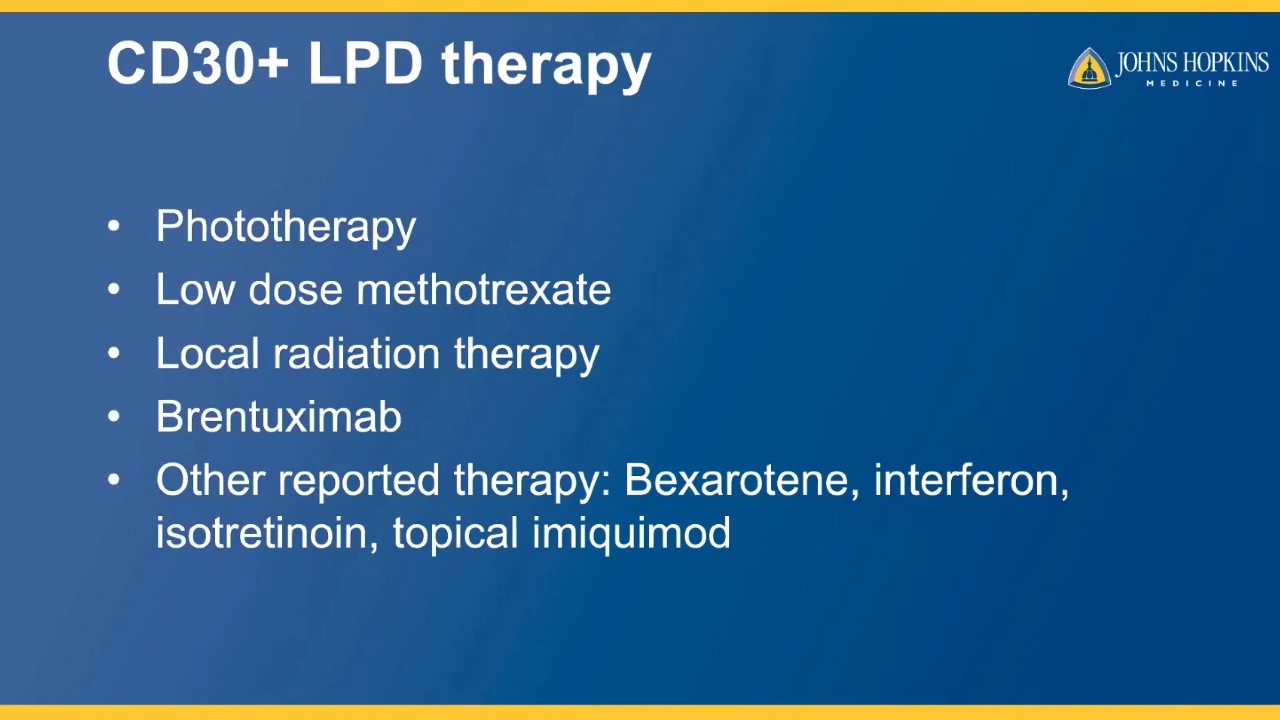 CD30+ LPD therapy
JOHNS HOPKINS
MEDICINE
• Phototherapy
• Low dose methotrexate
• Local radiation therapy
• Brentuximab
• Other reported therapy: Bexarotene, interferon,
isotretinoin, topical imiquimod